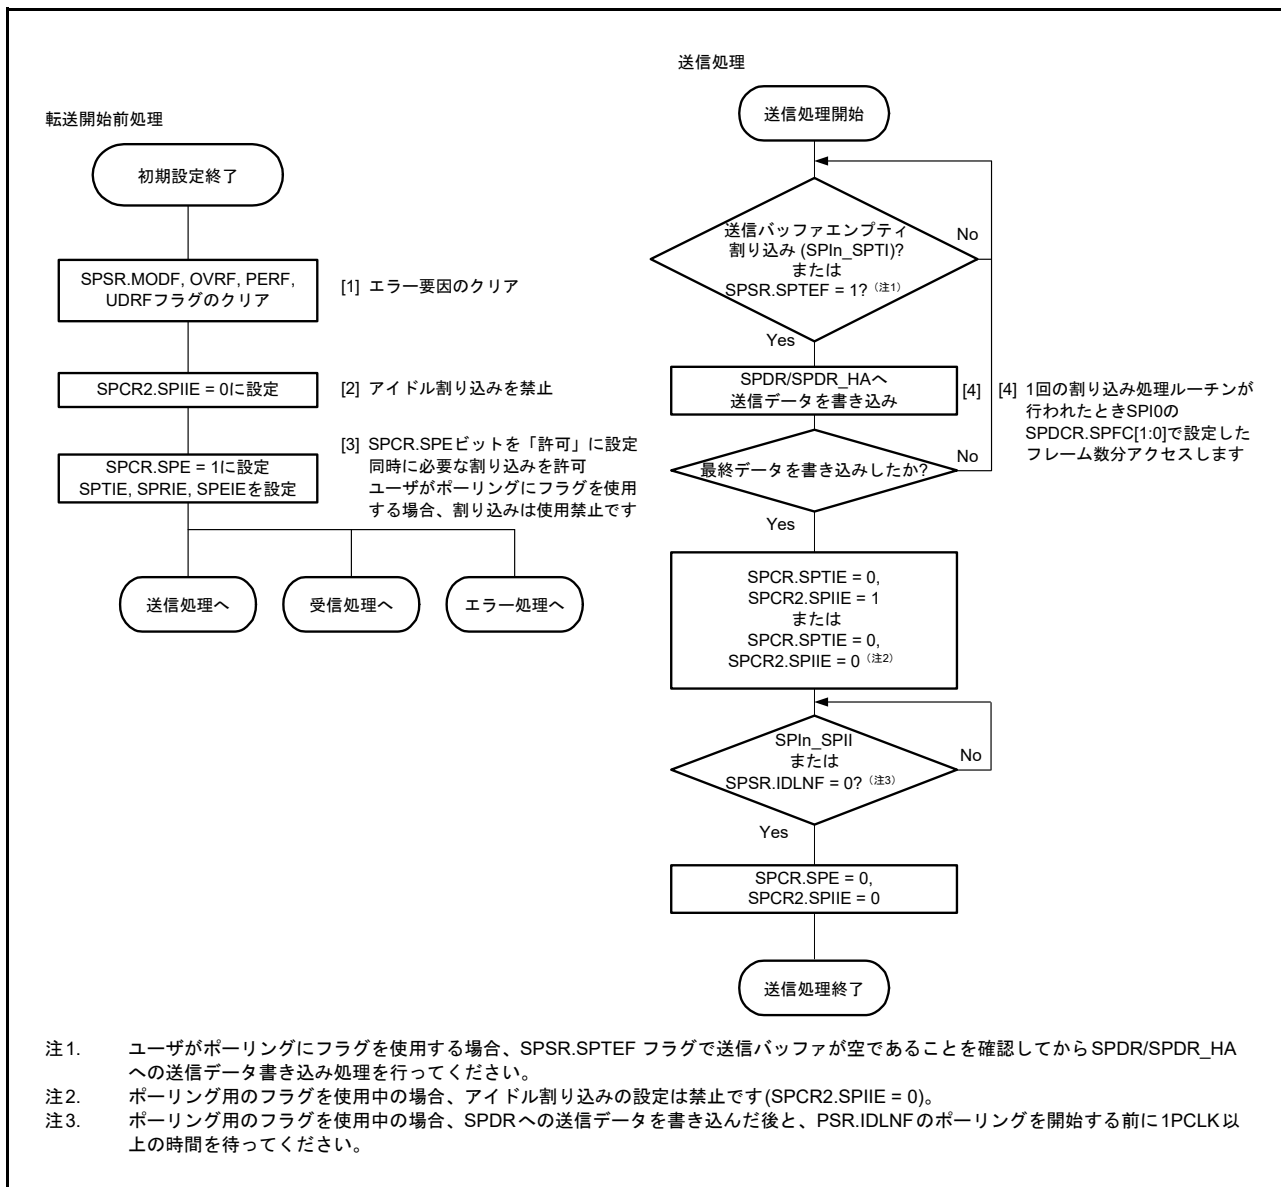 転送開始前処理
初期設定終了
SPSR.MODF, OVRF, PERF,
UDRFフラグのクリア
[1] エラー要因のクリア
SPCR2.SPIIE = 0に設定
[2] アイドル割り込みを禁止
SPCR.SPE = 1に設定
SPTIE, SPRIE, SPEIEを設定
[3] SPCR.SPEビットを「許可」に設定
同時に必要な割り込みを許可
ユーザがポーリングにフラグを使用
する場合、割り込みは使用禁止です
送信処理へ
受信処理へ
エラー処理へ
送信処理
送信処理開始
送信バッファエンプティ
割り込み (SPIn_SPTI)?
または
SPSR.SPTEF = 1?（注1）
No
Yes
SPDR/SPDR_HAへ
送信データを書き込み
[4]
[4] 1回の割り込み処理ルーチンが
行われたときSPI0の
SPDCR.SPFC[1:0]で設定した
フレーム数分アクセスします
最終データを書き込みしたか?
No
Yes
SPCR.SPTIE = 0,
SPCR2.SPIIE = 1
または
SPCR.SPTIE = 0,
SPCR2.SPIIE = 0（注2）
SPIn_SPII
または
SPSR.IDLNF = 0?（注3）
No
Yes
SPCR.SPE = 0,
SPCR2.SPIIE = 0
送信処理終了
注1. ユーザがポーリングにフラグを使用する場合、SPSR.SPTEF フラグで送信バッファが空であることを確認してからSPDR/SPDR_HA
への送信データ書き込み処理を行ってください。
注2. ポーリング用のフラグを使用中の場合、アイドル割り込みの設定は禁止です(SPCR2.SPIIE = 0)。
注3. ポーリング用のフラグを使用中の場合、SPDRへの送信データを書き込んだ後と、PSR.IDLNFのポーリングを開始する前に1PCLK以
上の時間を待ってください。